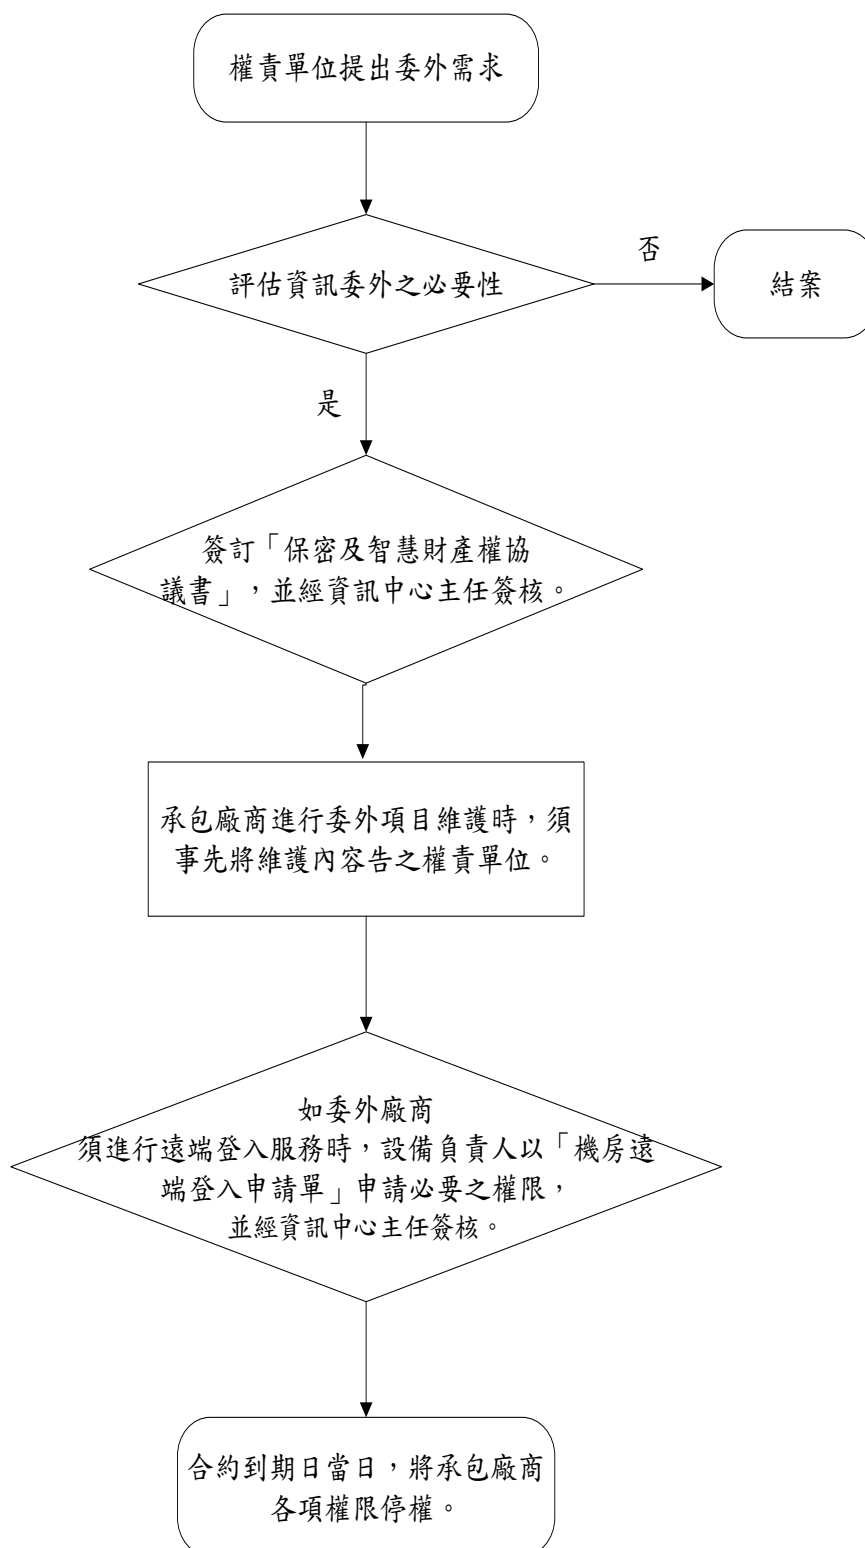 權責單位提出委外需求
評估資訊委外之必要性
否
結案
是
簽訂「保密及智慧財產權協
議書」，並經資訊中心主任簽核。
承包廠商進行委外項目維護時，須
事先將維護內容告之權責單位。
如委外廠商
須進行遠端登入服務時，設備負責人以「機房遠
端登入申請單」申請必要之權限，
並經資訊中心主任簽核。
合約到期日當日，將承包廠商
各項權限停權。